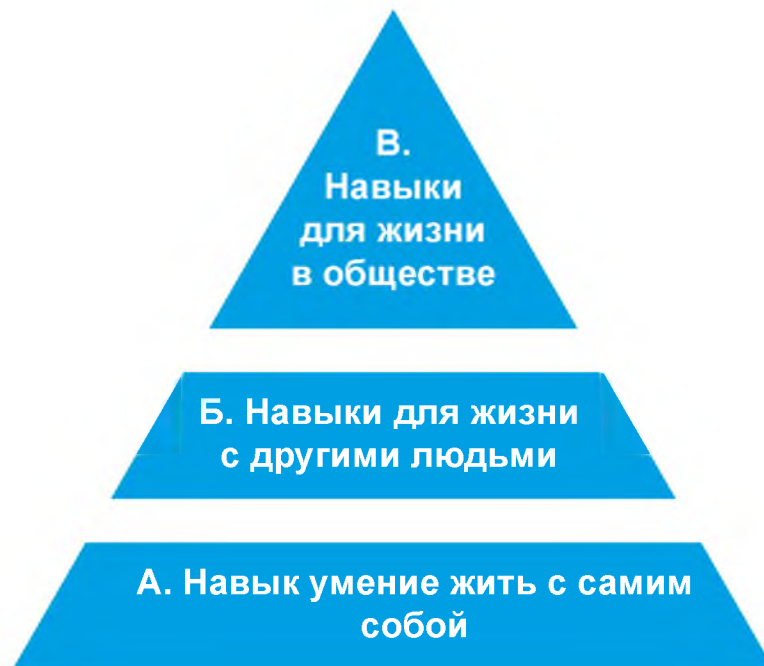 В.
Навыки
для жизни
в обществе
Б. Навыки для жизни
с другими людьми
А. Навык умение жить с самим
собой